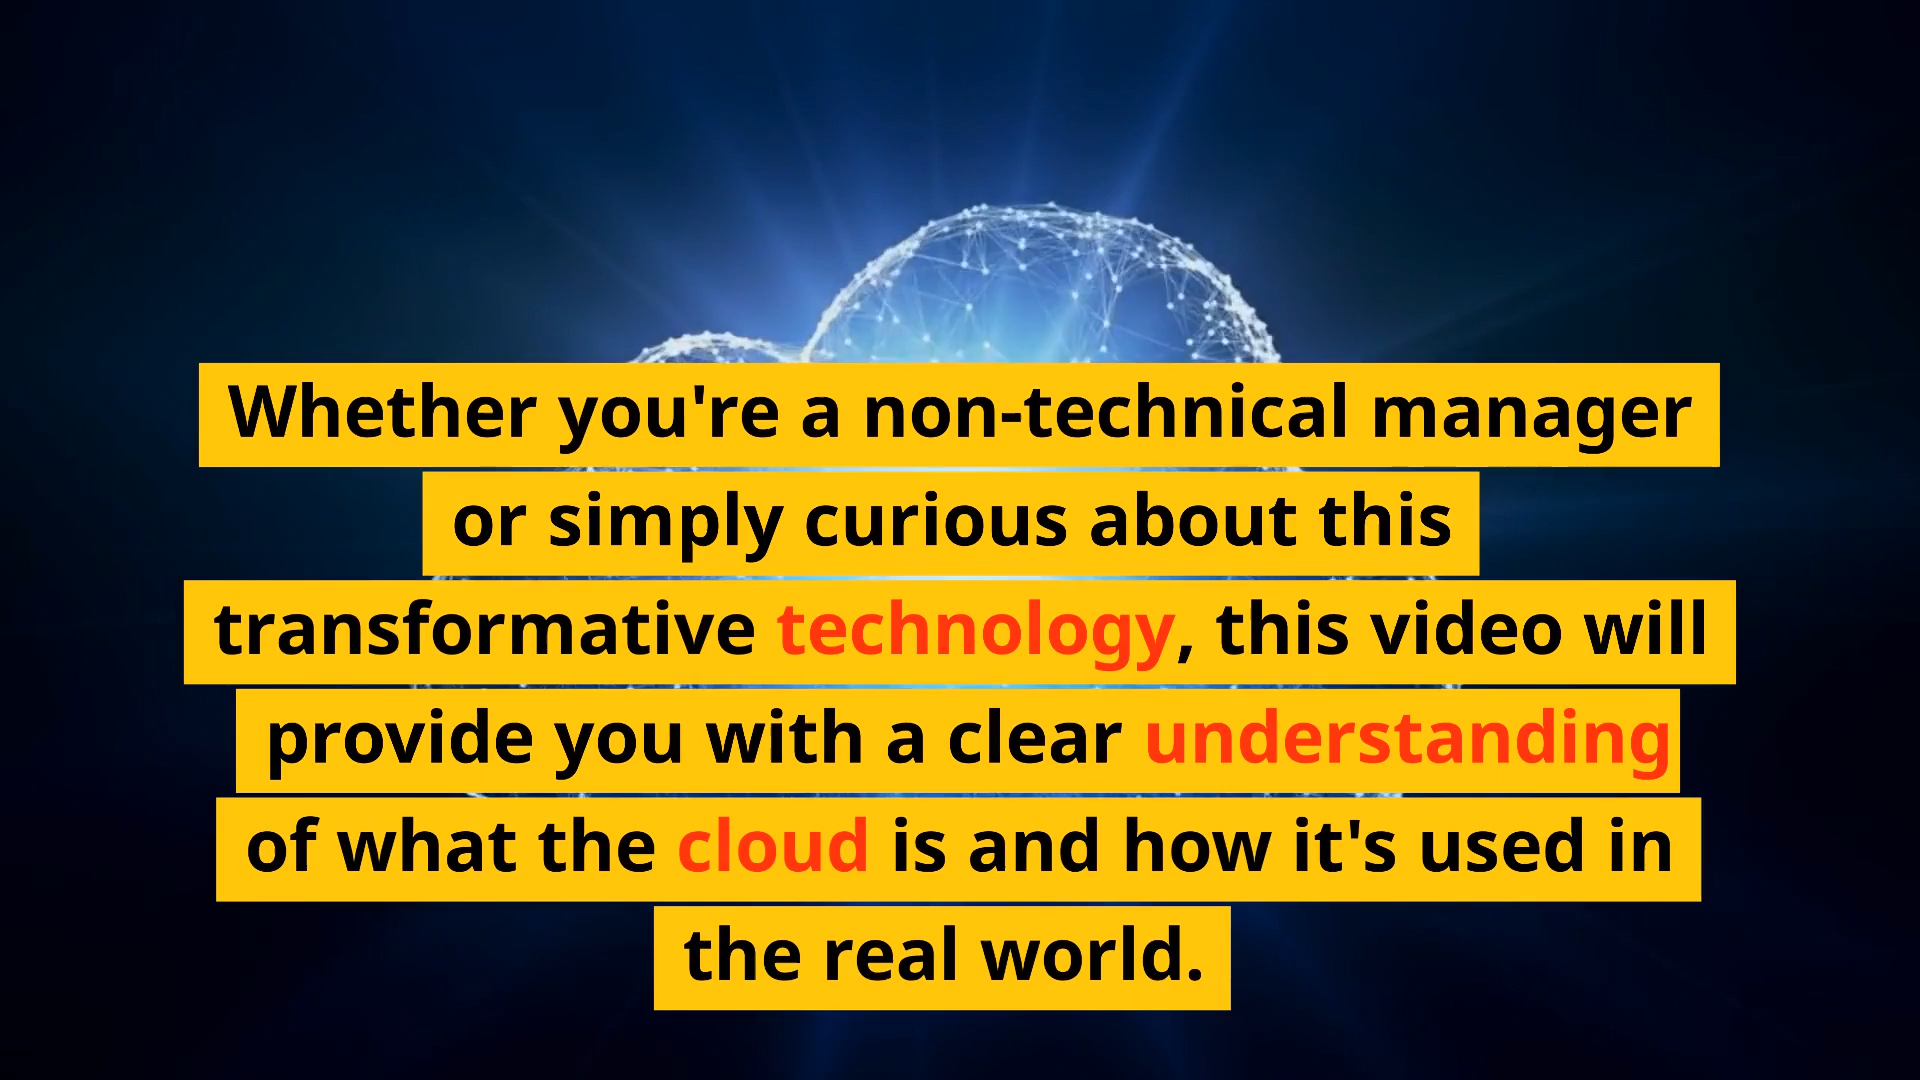 Whether you're a non-technical manager
or simply curious about this
transformative technology, this video will
provide you with a clear understanding
of what the cloud is and how it's used in
the real world.